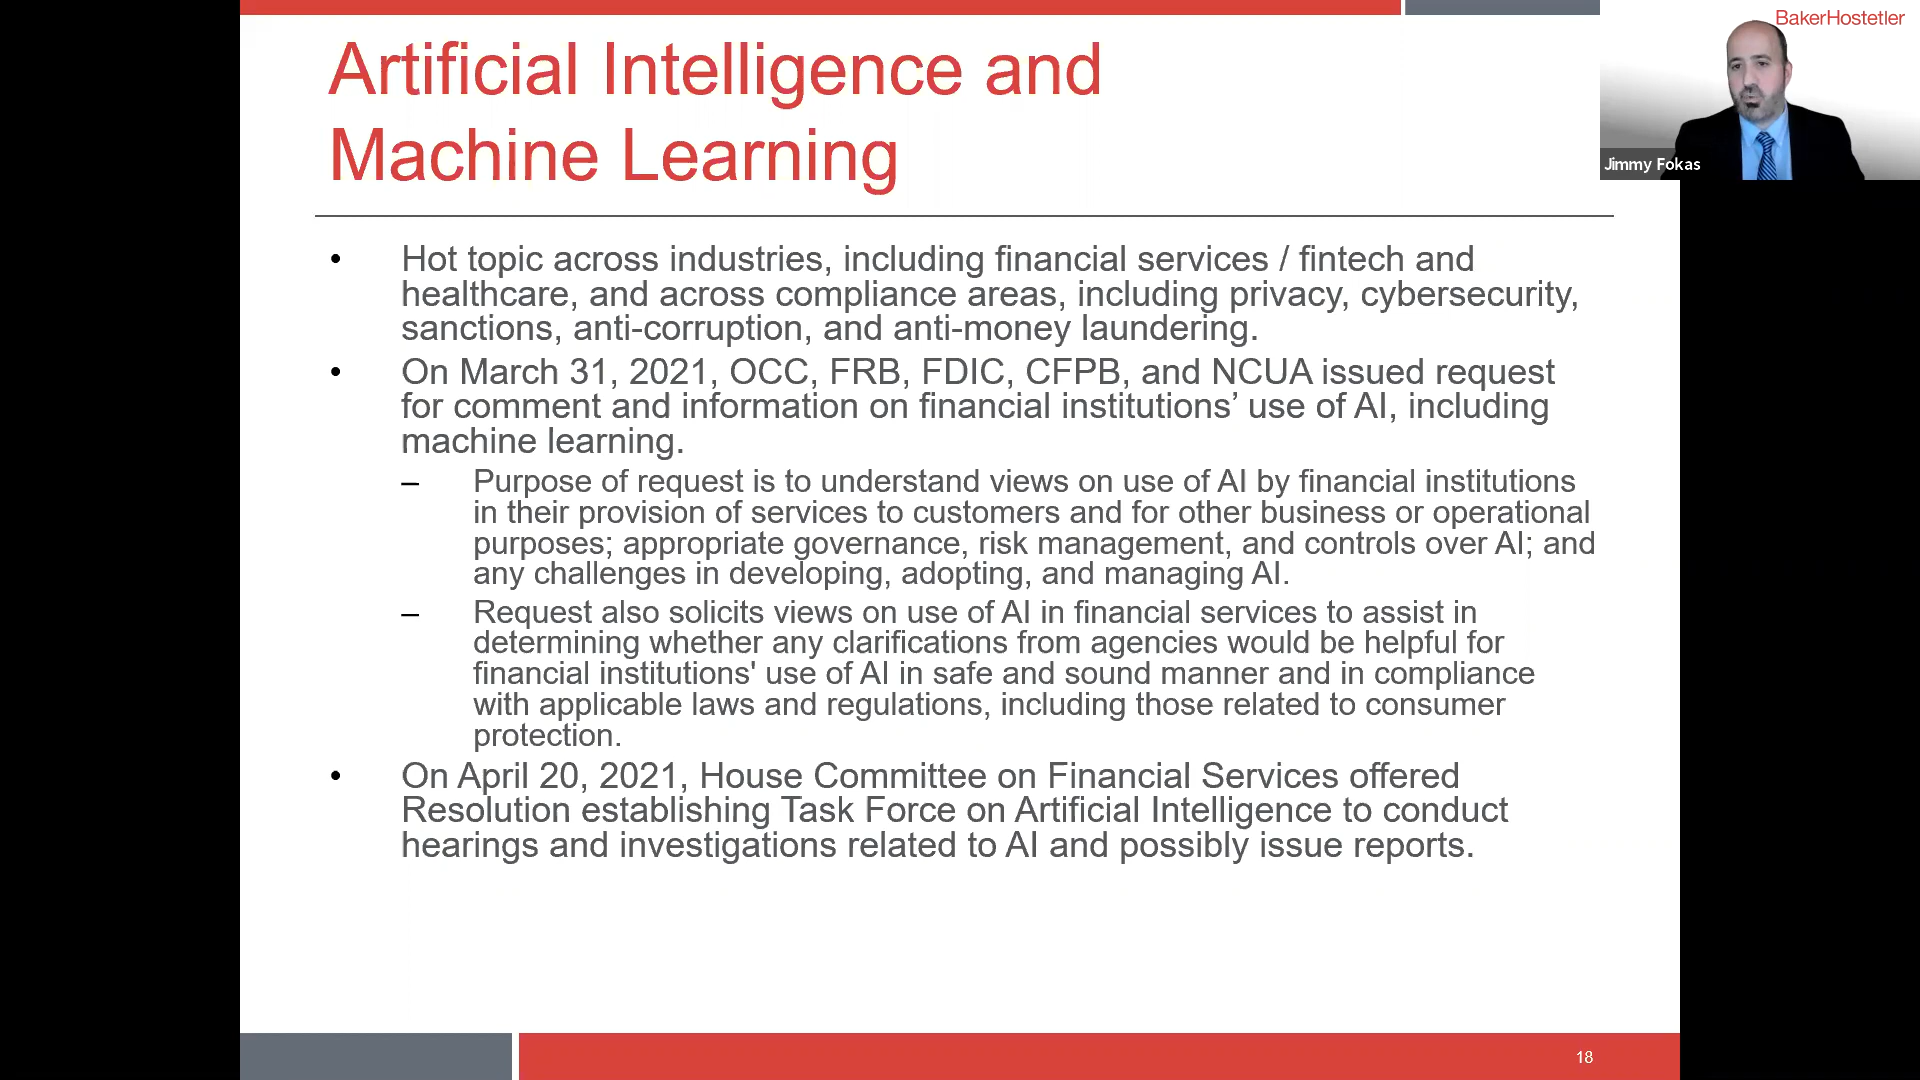 BakerHostetler
Artificial Intelligence and
Machine Learning
Jimmy Fokas
• Hot topic across industries, including financial services / fintech and
healthcare, and across compliance areas, including privacy, cybersecurity,
sanctions, anti-corruption, and anti-money laundering.
• On March 31, 2021, OCC, FRB, FDIC, CFPB, and NCUA issued request
for comment and information on financial institutions’ use of AI, including
machine learning.
– Purpose of request is to understand views on use of AI by financial institutions
in their provision of services to customers and for other business or operational
purposes; appropriate governance, risk management, and controls over AI; and
any challenges in developing, adopting, and managing AI.
– Request also solicits views on use of AI in financial services to assist in
determining whether any clarifications from agencies would be helpful for
financial institutions' use of AI in safe and sound manner and in compliance
with applicable laws and regulations, including those related to consumer
protection.
• On April 20, 2021, House Committee on Financial Services offered
Resolution establishing Task Force on Artificial Intelligence to conduct
hearings and investigations related to AI and possibly issue reports.
18